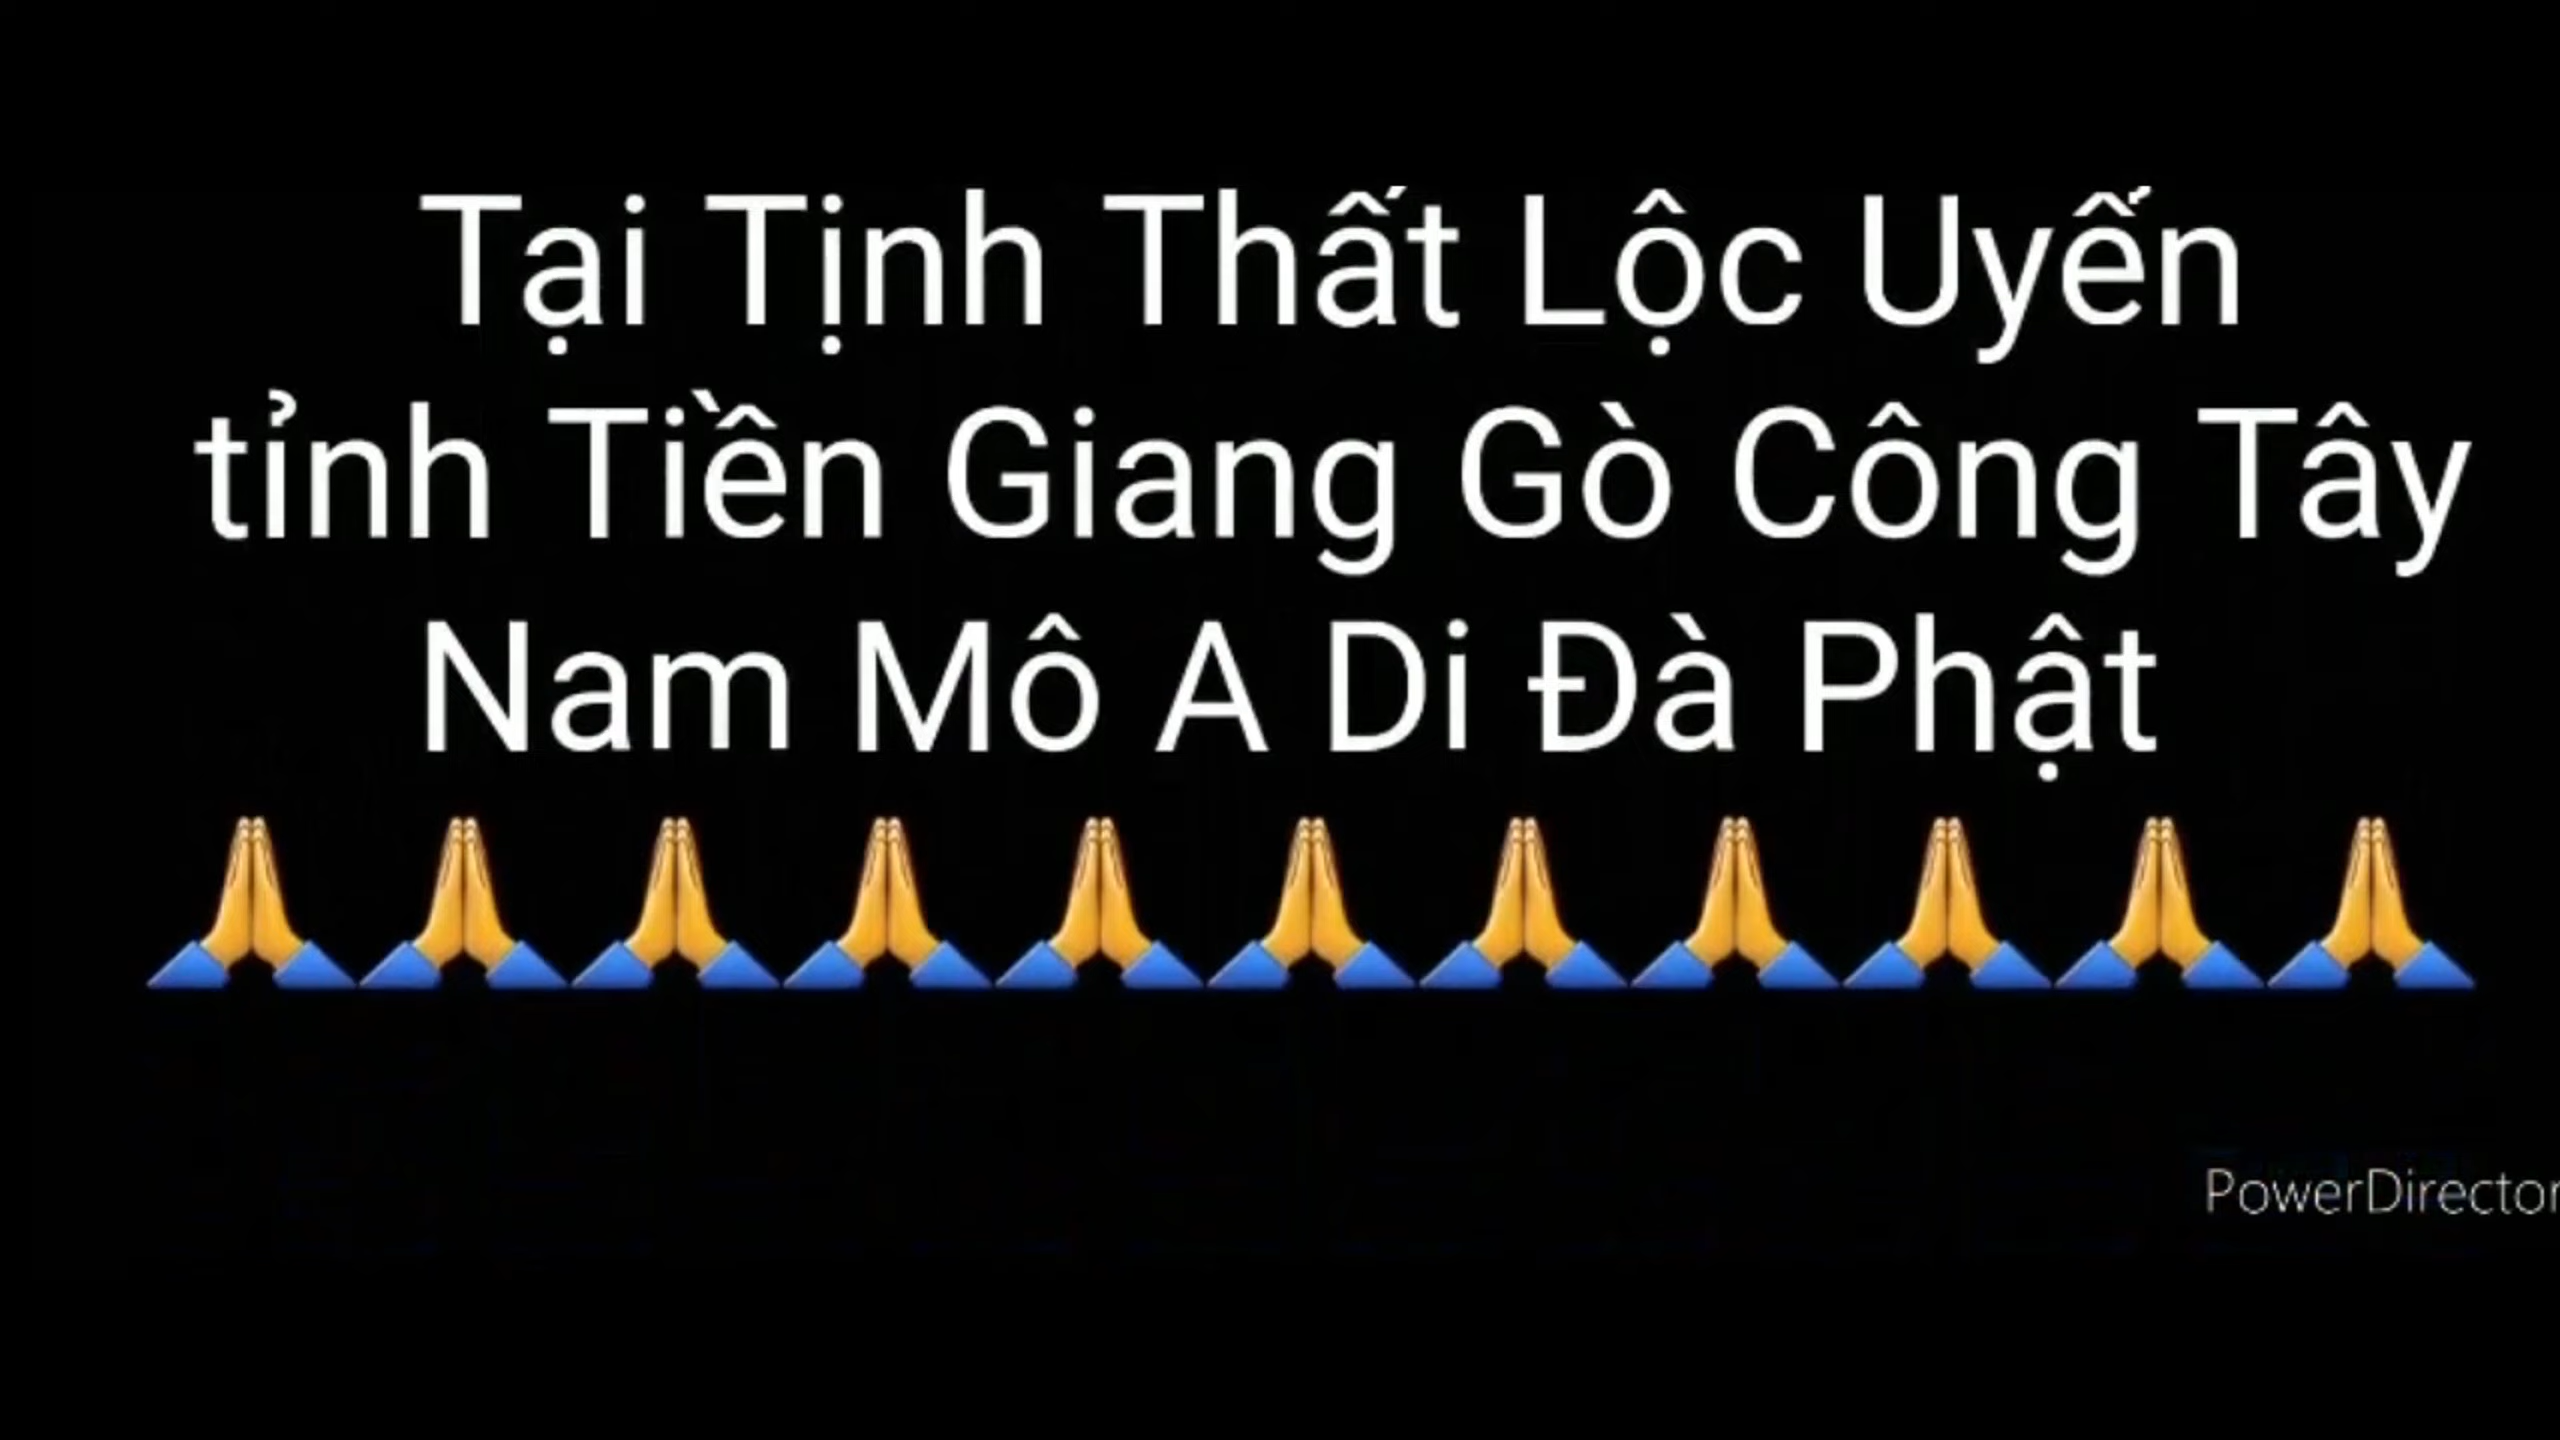 Tại Tịnh Thất Lộc Uyển
tỉnh Tiền Giang Gò Công Tây
Nam Mô A Di Đà Phật
🙏🙏🙏🙏🙏🙏🙏🙏🙏🙏🙏
PowerDirector